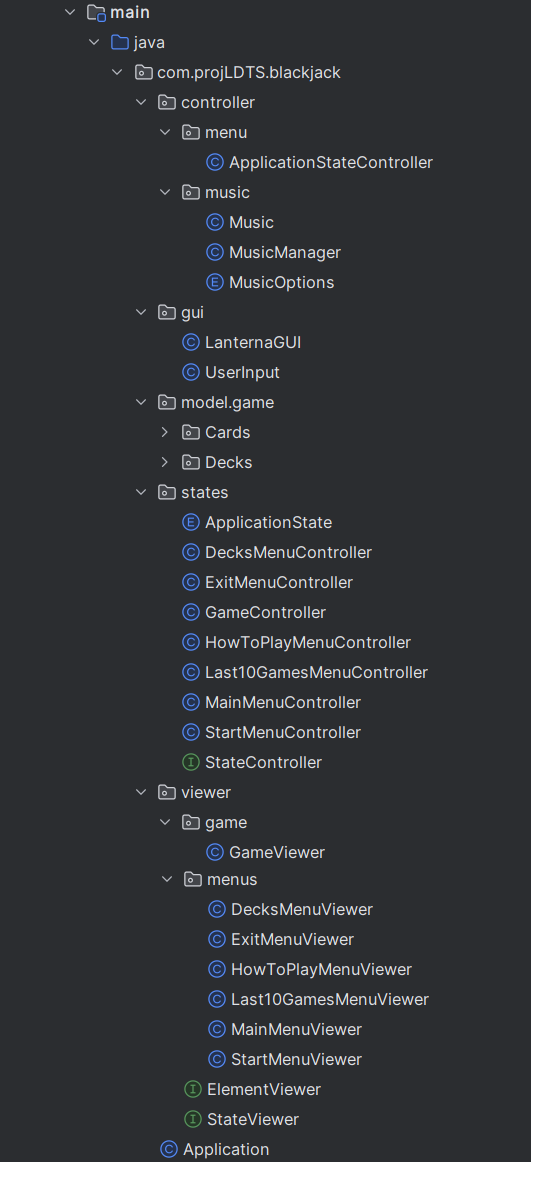 main
java
com.projLDTS.blackjack
controller
menu
C ApplicationStateController
music
C Music
C MusicManager
E MusicOptions
gui
C LanternaGUI
C UserInput
model.game
Cards
Decks
states
E ApplicationState
C DecksMenuController
C ExitMenuController
C GameController
C HowToPlayMenuController
C Last10GamesMenuController
C MainMenuController
C StartMenuController
I StateController
viewer
game
C GameViewer
menus
C DecksMenuViewer
C ExitMenuViewer
C HowToPlayMenuViewer
C Last10GamesMenuViewer
C MainMenuViewer
C StartMenuViewer
I ElementViewer
I StateViewer
C Application